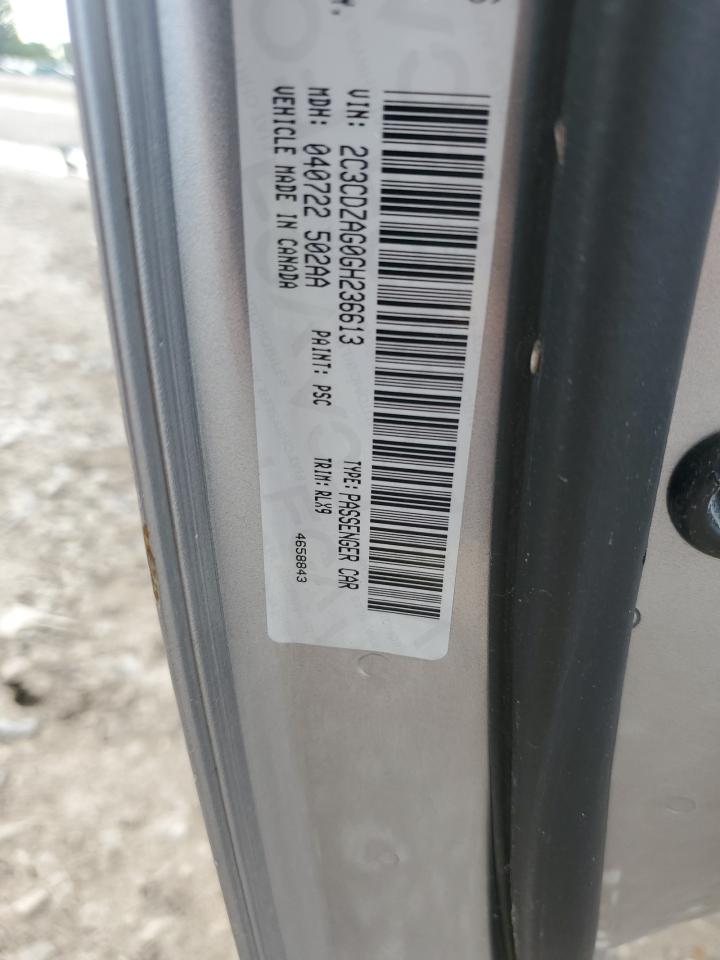 VIN: 2C3CDZAG0GH236613
TYPE: PASSENGER CAR
MDH: 040722 502AA
PAINT: PSC
TRIM: RLX9
VEHICLE MADE IN CANADA
4658843